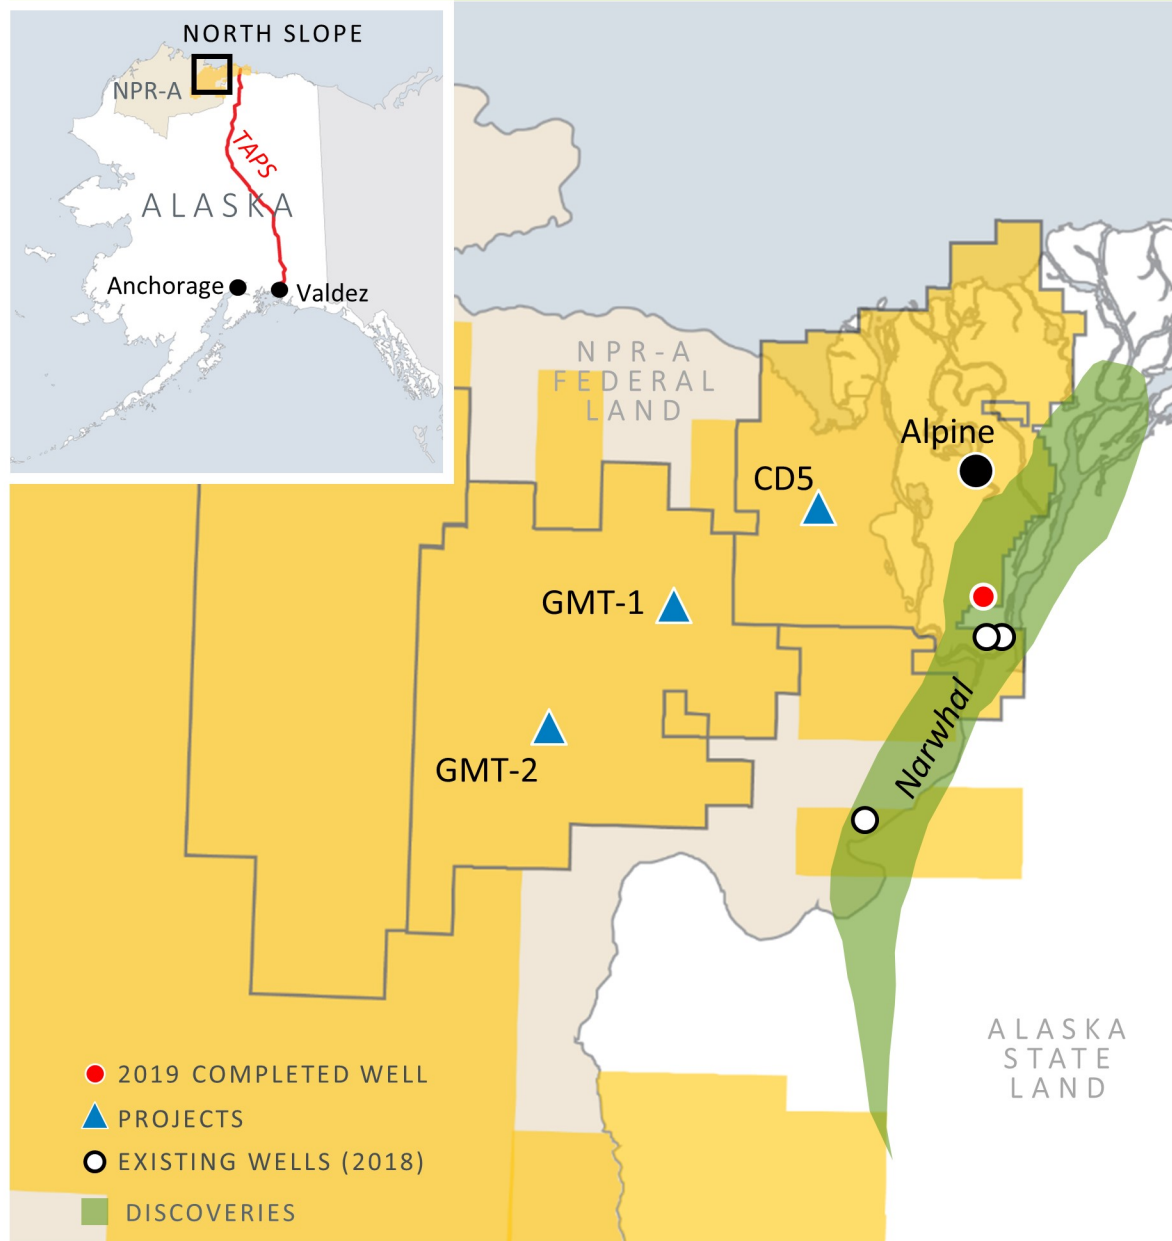 NORTH SLOPE
NPR-A
TAPS
ALASKA
Anchorage
Valdez
NPR-A
FEDERAL
LAND
Alpine
CD5
GMT-1
GMT-2
Narwhal
ALASKA
STATE
LAND
2019 COMPLETED WELL
PROJECTS
EXISTING WELLS (2018)
DISCOVERIES